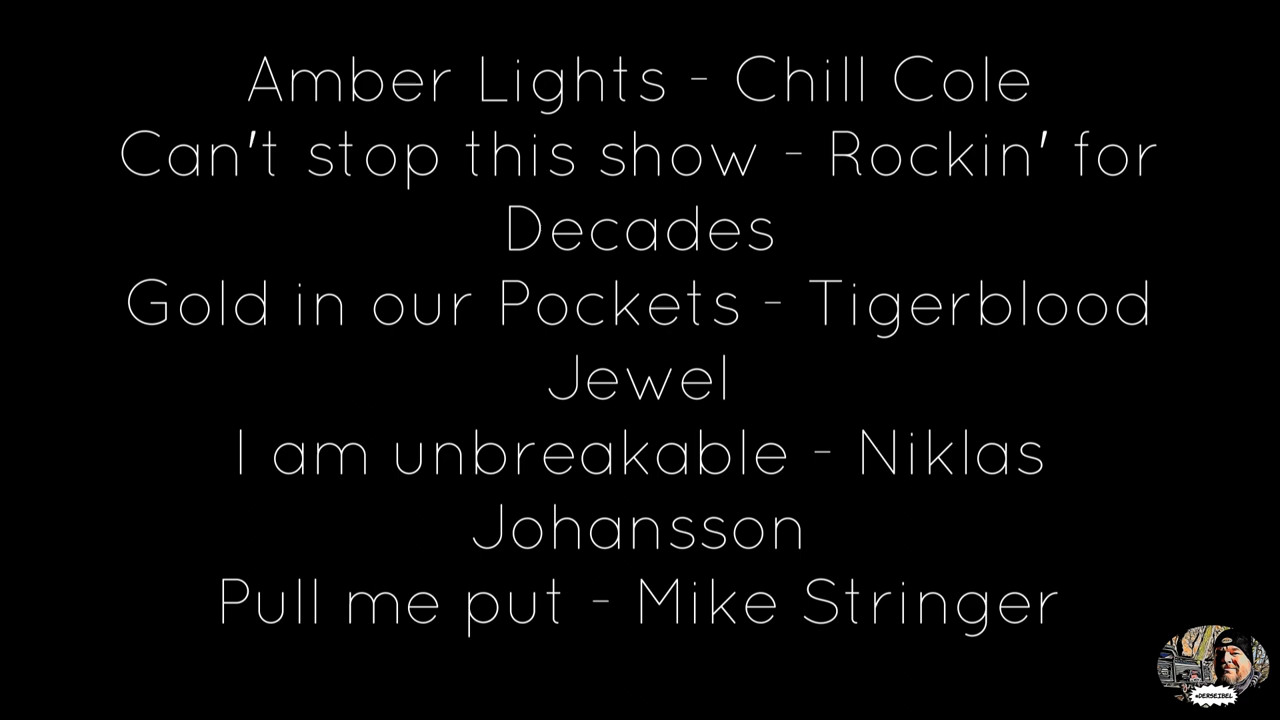 Amber Lights - Chill Cole
Can't stop this show - Rockin' for
Decades
Gold in our Pockets - Tigerblood
Jewel
I am unbreakable - Niklas
Johansson
Pull me put - Mike Stringer
#DERSEIBEL